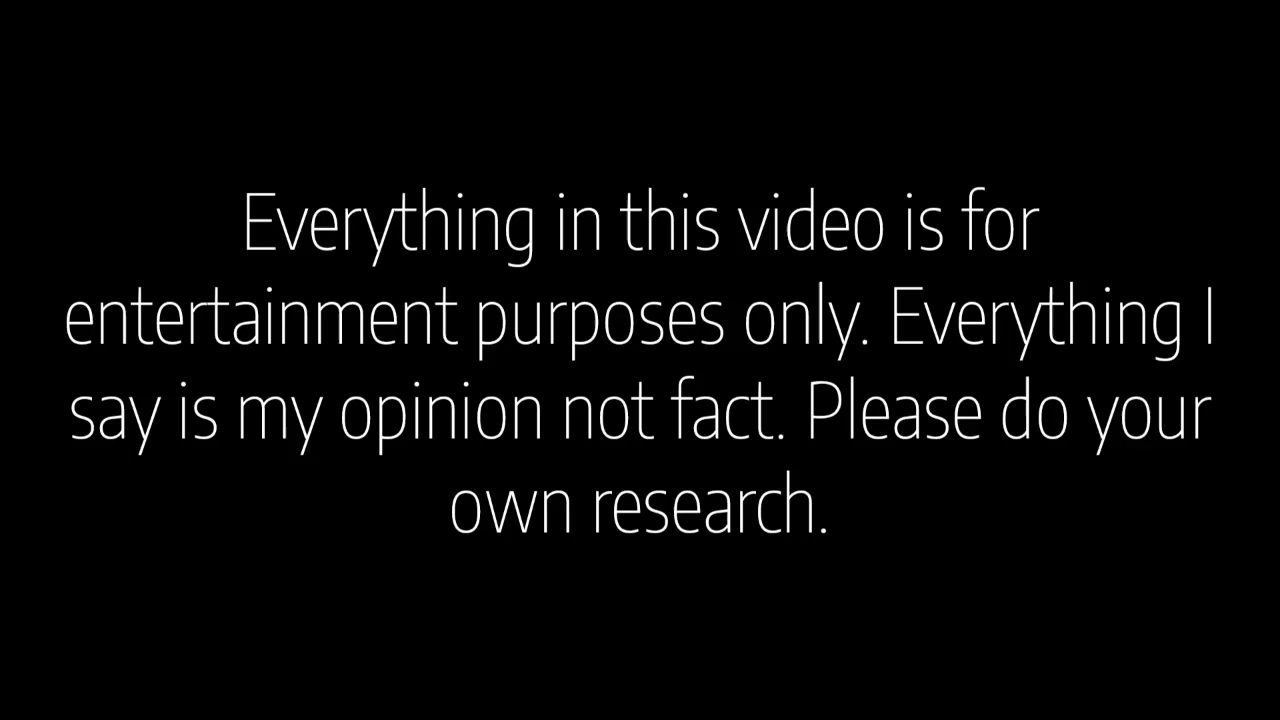 Everything in this video is for
entertainment purposes only. Everything I
say is my opinion not fact. Please do your
own research.